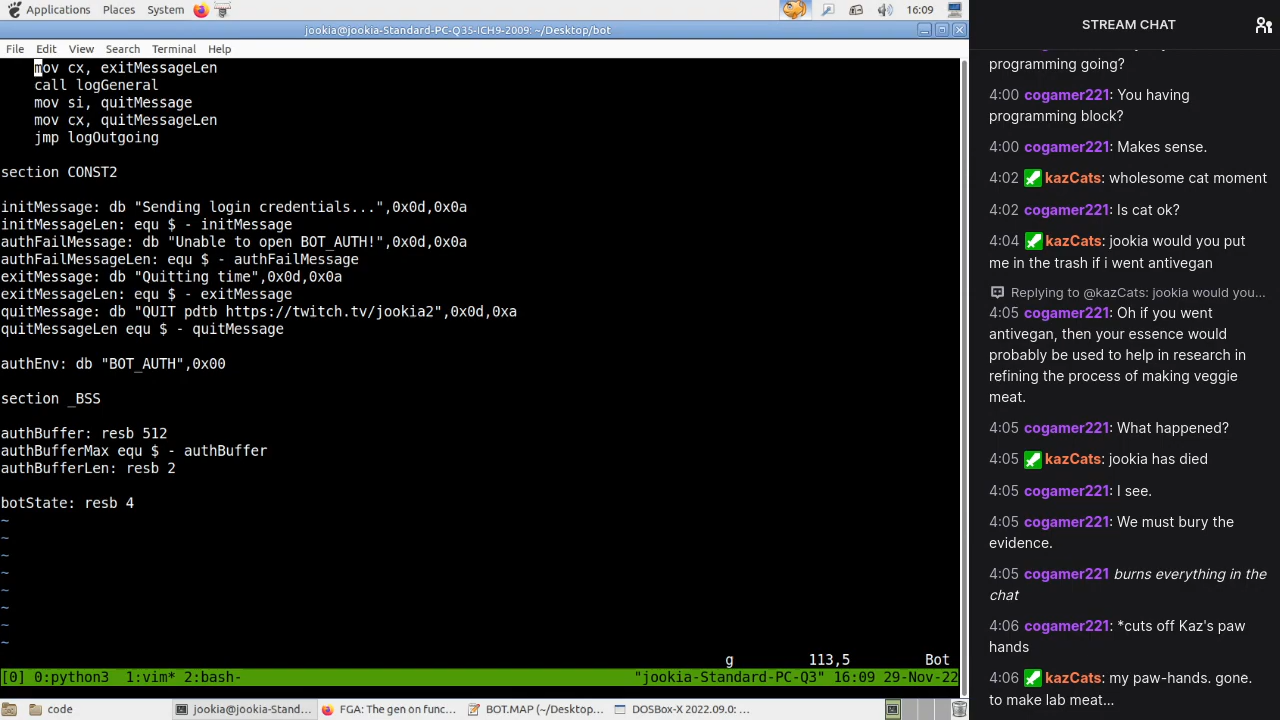 Applications Places System 16:09
jookia@jookia-Standard-PC-Q35-ICH9-2009: ~/Desktop/bot
File Edit View Search Terminal Help
mov cx, exitMessageLen
call logGeneral
mov si, quitMessage
mov cx, quitMessageLen
jmp logOutgoing
section CONST2
initMessage: db "Sending login credentials...",0x0d,0x0a
initMessageLen: equ $ - initMessage
authFailMessage: db "Unable to open BOT_AUTH!",0x0d,0x0a
authFailMessageLen: equ $ - authFailMessage
exitMessage: db "Quitting time",0x0d,0x0a
exitMessageLen: equ $ - exitMessage
quitMessage: db "QUIT pdtb https://twitch.tv/jookia2",0x0d,0xa
quitMessageLen equ $ - quitMessage
authEnv: db "BOT_AUTH",0x00
section _BSS
authBuffer: resb 512
authBufferMax equ $ - authBuffer
authBufferLen: resb 2
botState: resb 4
~
~
~
~
~
~
~
~
g 113,5 Bot
[0] 0:python3 1:vim* 2:bash- "jookia-Standard-PC-Q3" 16:09 29-Nov-22
code jookia@jookia-Stand... FGA: The gen on func... BOT.MAP (~/Desktop... DOSBox-X 2022.09.0: ...
STREAM CHAT
programming going?
4:00 cogamer221: You having
programming block?
4:00 cogamer221: Makes sense.
4:02 kazCats: wholesome cat moment
4:02 cogamer221: Is cat ok?
4:04 kazCats: jookia would you put
me in the trash if i went antivegan
Replying to @kazCats: jookia would you...
4:05 cogamer221: Oh if you went
antivegan, then your essence would
probably be used to help in research in
refining the process of making veggie
meat.
4:05 cogamer221: What happened?
4:05 kazCats: jookia has died
4:05 cogamer221: I see.
4:05 cogamer221: We must bury the
evidence.
4:05 cogamer221 burns everything in the
chat
4:06 cogamer221: *cuts off Kaz's paw
hands
4:06 kazCats: my paw-hands. gone.
to make lab meat...